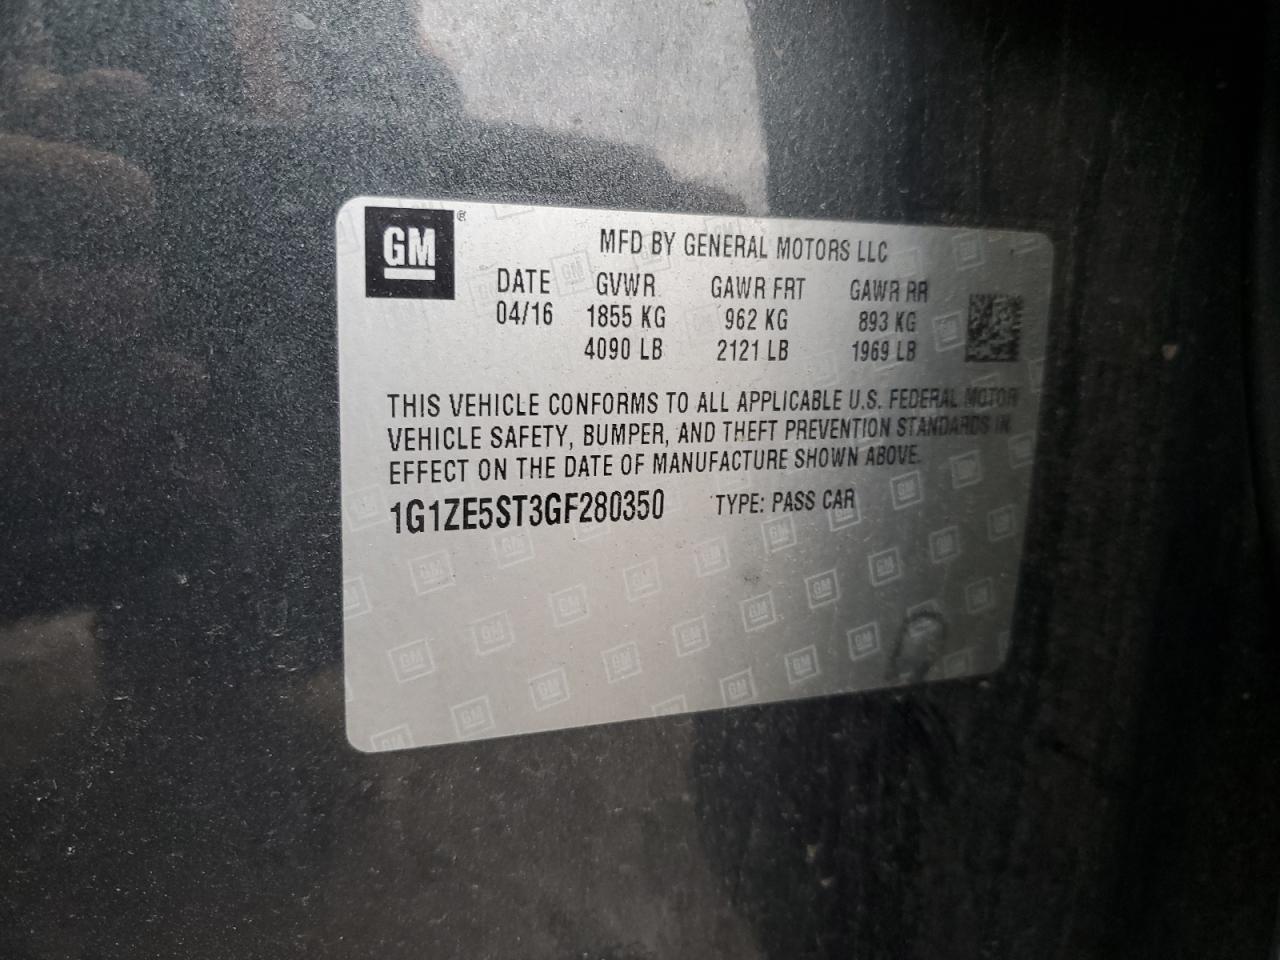 GM®
MFD BY GENERAL MOTORS LLC
DATE GVWR GAWR FRT GAWR RR
04/16 1855 KG 962 KG 893 KG
4090 LB 2121 LB 1969 LB
THIS VEHICLE CONFORMS TO ALL APPLICABLE U.S. FEDERAL MOTOR
VEHICLE SAFETY, BUMPER, AND THEFT PREVENTION STANDARDS IN
EFFECT ON THE DATE OF MANUFACTURE SHOWN ABOVE.
1G1ZE5ST3GF280350 TYPE: PASS CAR